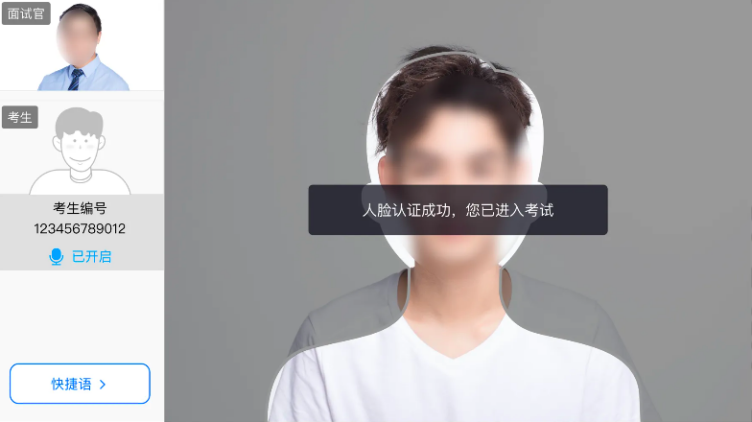 面试官
考生
考生编号
123456789012
已开启
快捷语 >
人脸认证成功，您已进入考试